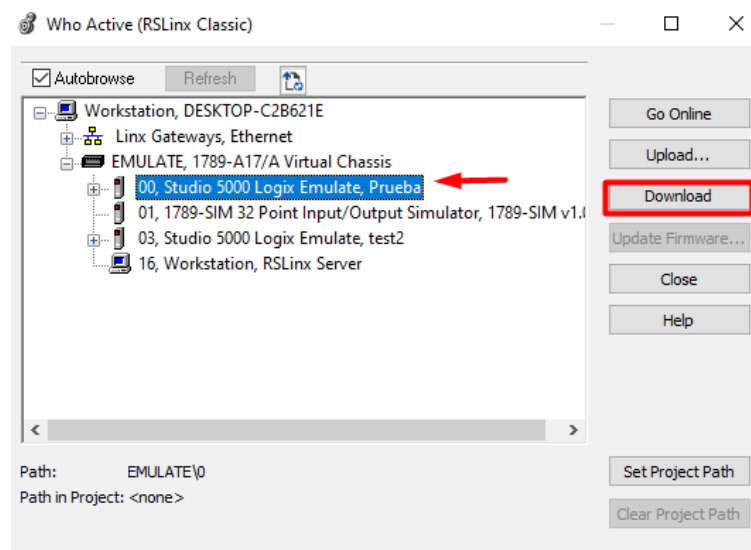 Who Active (RSLinx Classic)
Autobrowse
Refresh
Workstation, DESKTOP-C2B621E
Linx Gateways, Ethernet
EMULATE, 1789-A17/A Virtual Chassis
00, Studio 5000 Logix Emulate, Prueba
01, 1789-SIM 32 Point Input/Output Simulator, 1789-SIM v1.0
03, Studio 5000 Logix Emulate, test2
16, Workstation, RSLinx Server
Go Online
Upload...
Download
Update Firmware...
Close
Help
Path: EMULATE\0
Path in Project: <none>
Set Project Path
Clear Project Path